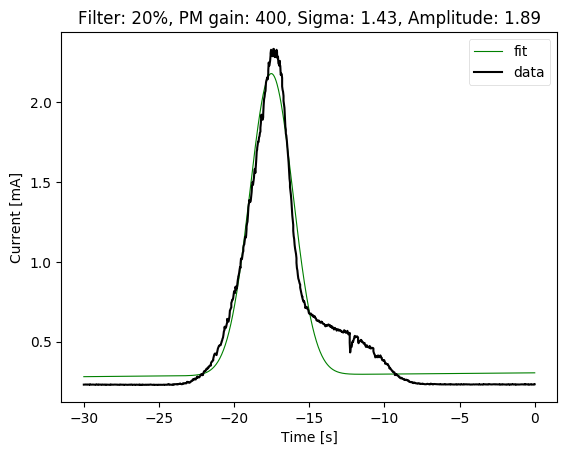 Filter: 20%, PM gain: 400, Sigma: 1.43, Amplitude: 1.89
fit
data
2.0
1.5
1.0
0.5
Current [mA]
−30 −25 −20 −15 −10 −5 0
Time [s]